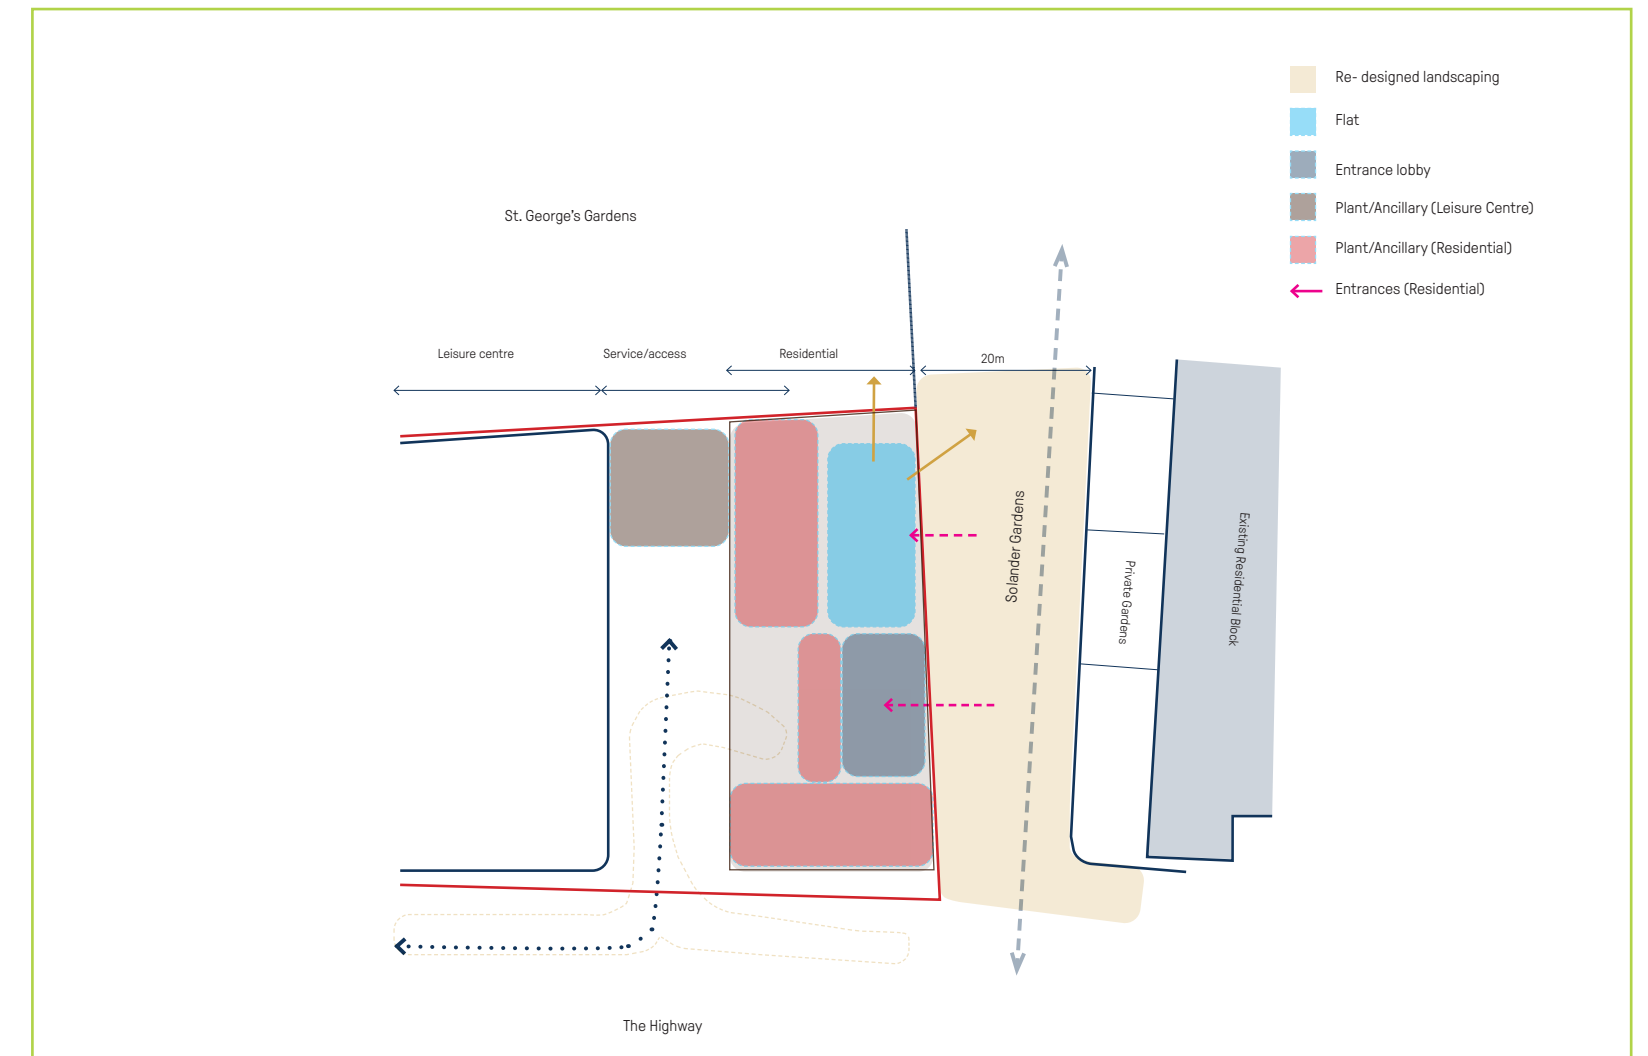 Re- designed landscaping
Flat
Entrance lobby
Plant/Ancillary (Leisure Centre)
Plant/Ancillary (Residential)
Entrances (Residential)
St. George's Gardens
Leisure centre
Service/access
Residential
20m
Solander Gardens
Private Gardens
Existing Residential Block
The Highway